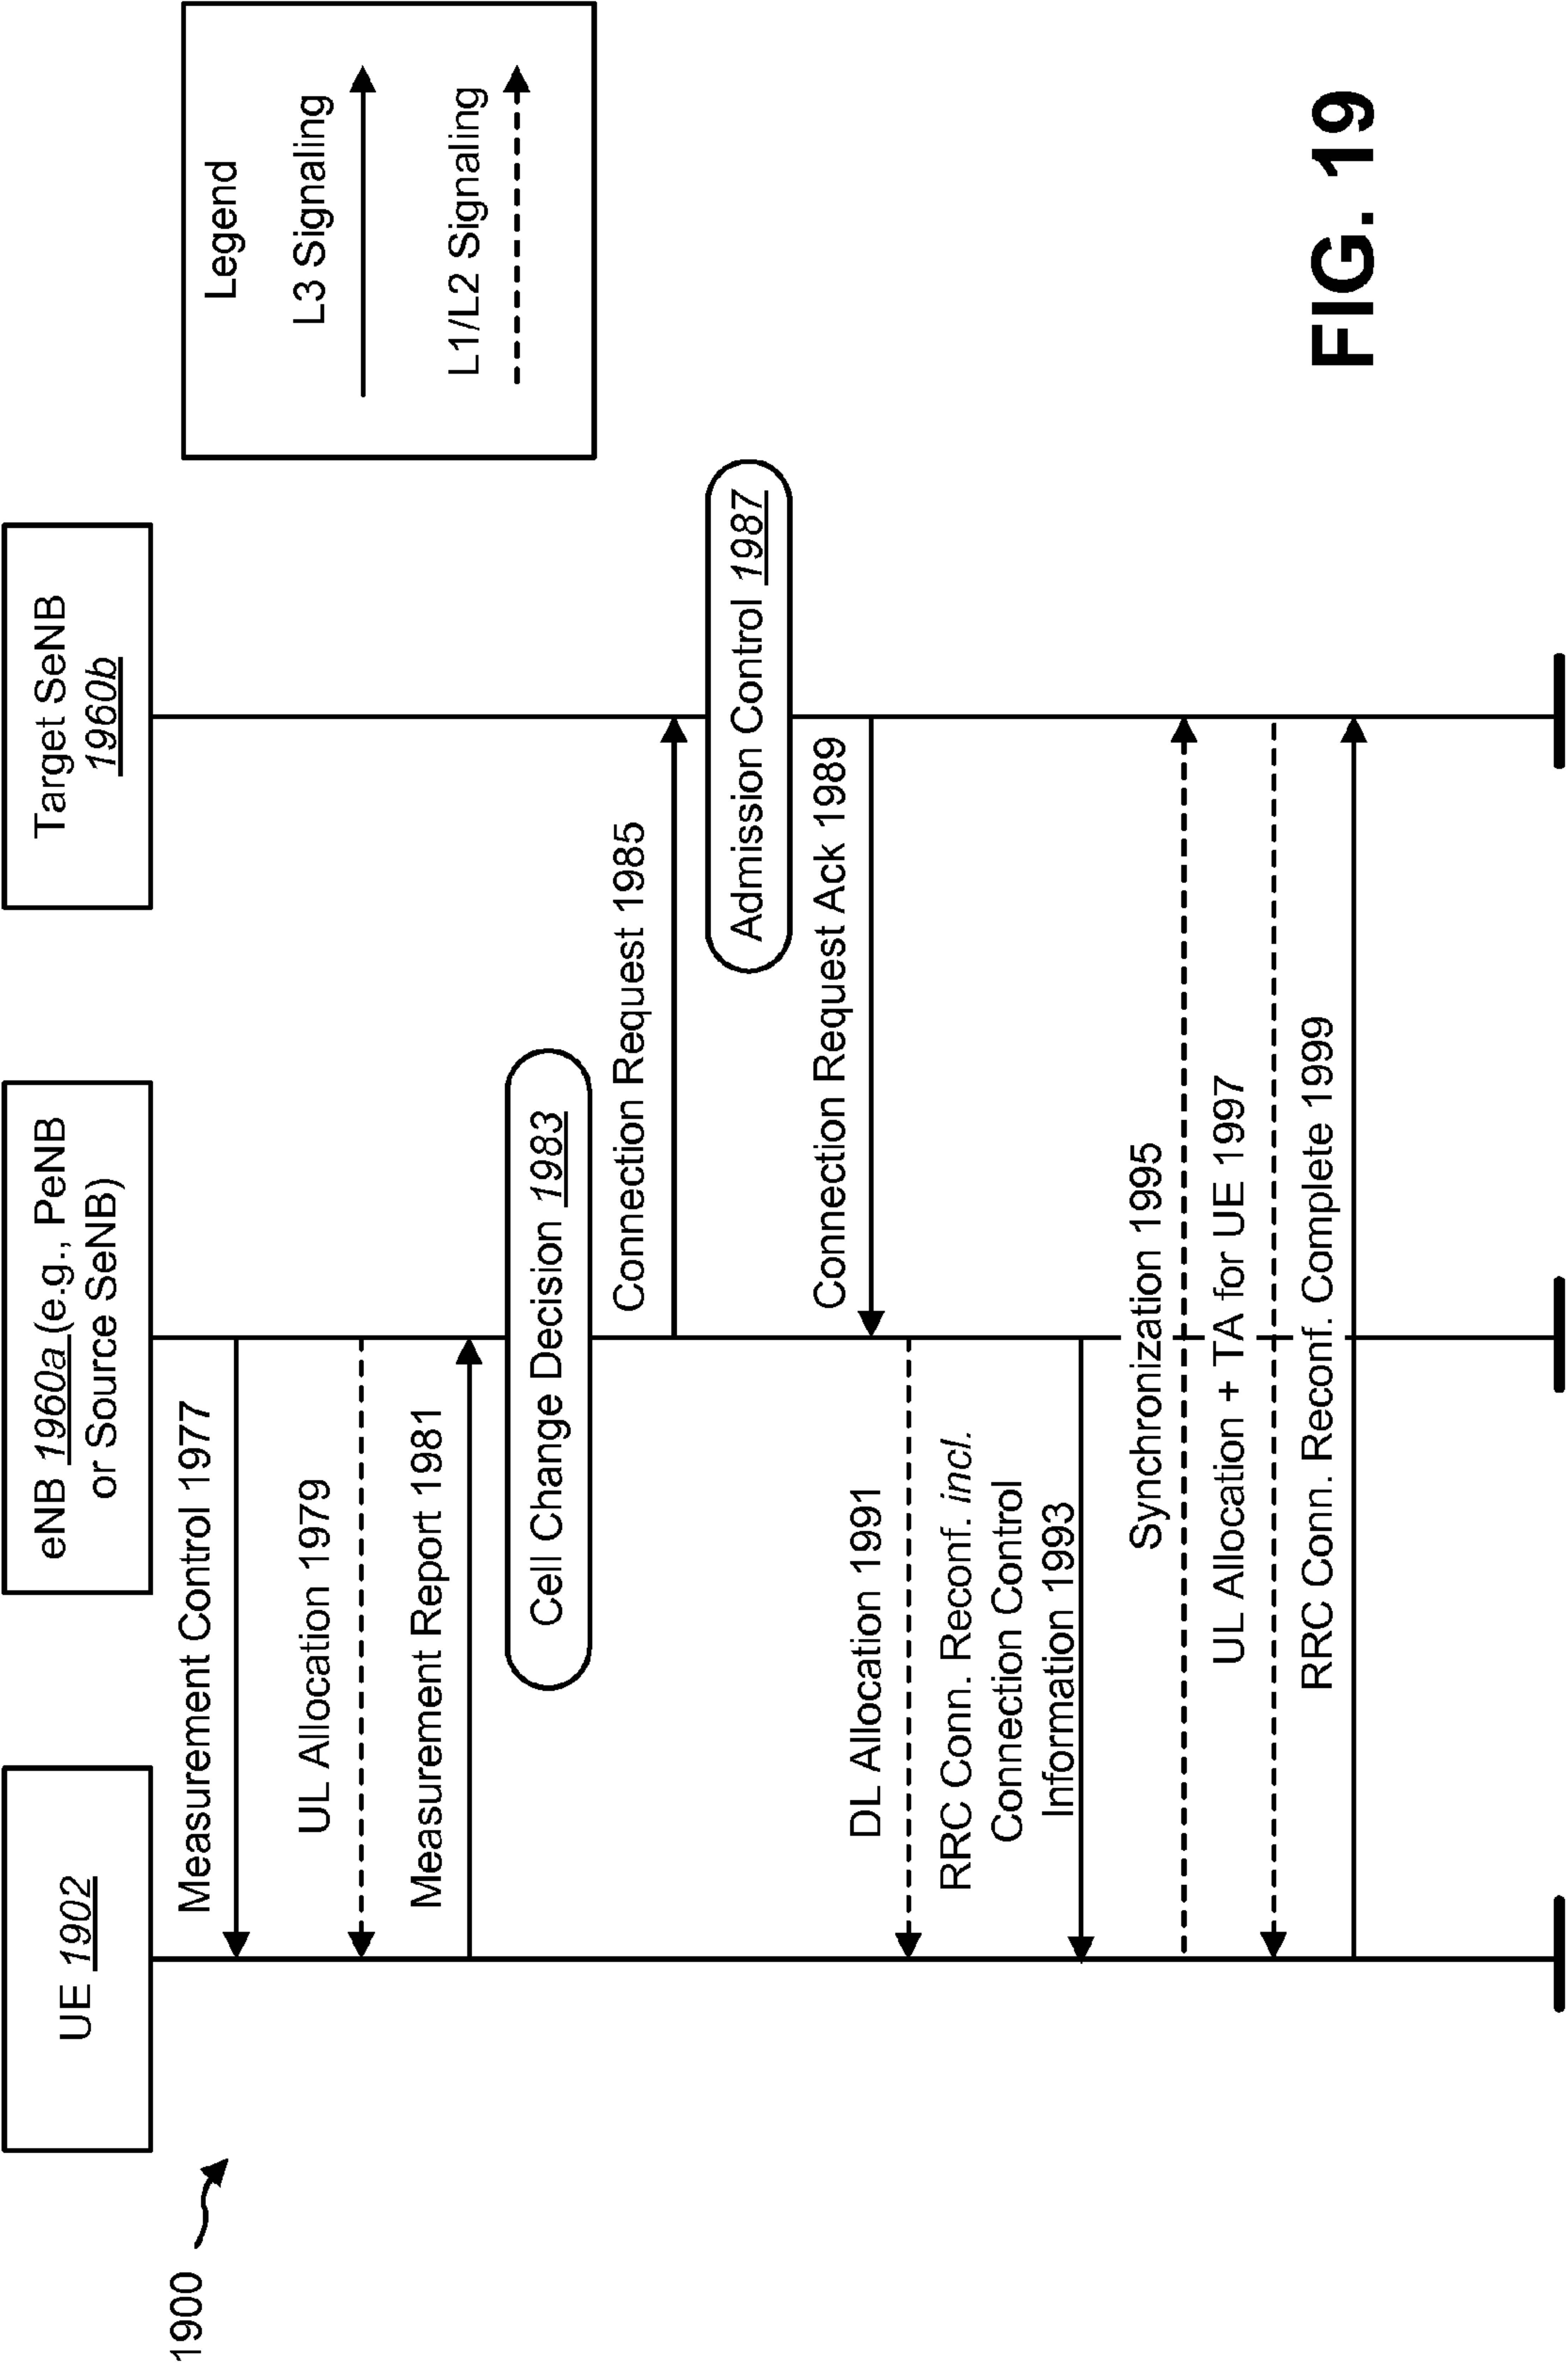 1900
UE 1902
eNB 1960a (e.g., PeNB
or Source SeNB)
Target SeNB
1960b
Legend
L3 Signaling
L1/L2 Signaling
Measurement Control 1977
UL Allocation 1979
Measurement Report 1981
Cell Change Decision 1983
Connection Request 1985
Admission Control 1987
Connection Request Ack 1989
DL Allocation 1991
RRC Conn. Reconf. incl.
Connection Control
Information 1993
Synchronization 1995
UL Allocation + TA for UE 1997
RRC Conn. Reconf. Complete 1999
FIG. 19